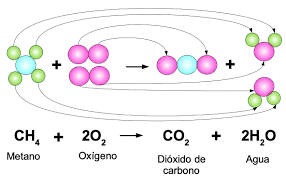 + +
CH₄ + 2O₂ → CO₂ + 2H₂O
Metano Oxígeno Dióxido de carbono Agua